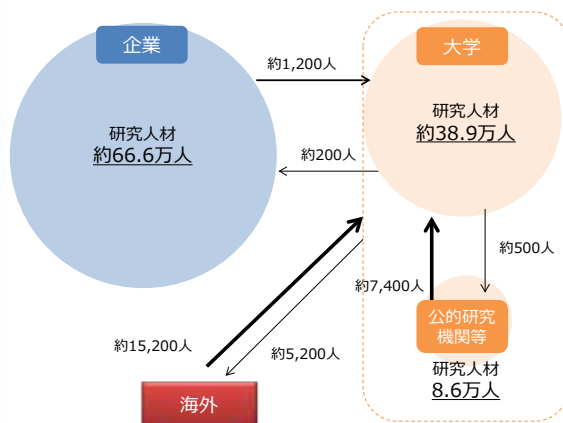 企業
大学
約1,200人
研究人材
約66.6万人
研究人材
約38.9万人
約200人
約500人
約7,400人
公的研究
機関等
約15,200人
約5,200人
研究人材
8.6万人
海外